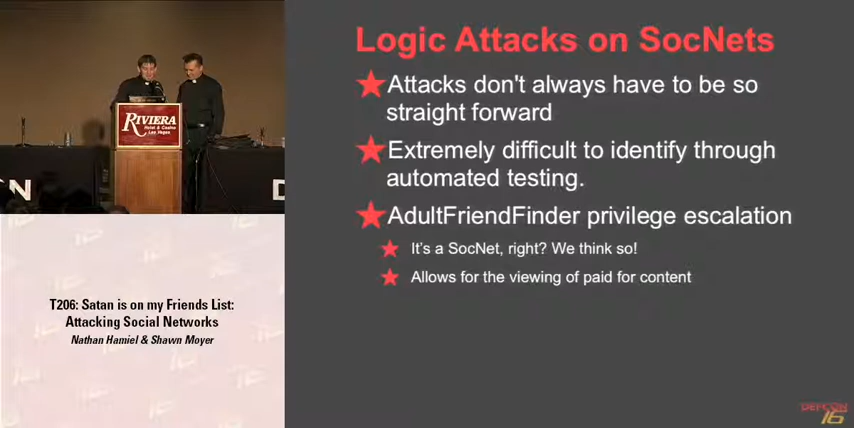 RIVIERA
Hotel & Casino
Las Vegas
T206: Satan is on my Friends List:
Attacking Social Networks
Nathan Hamiel & Shawn Moyer
Logic Attacks on SocNets
Attacks don't always have to be so
straight forward
Extremely difficult to identify through
automated testing.
AdultFriendFinder privilege escalation
It's a SocNet, right? We think so!
Allows for the viewing of paid for content
DEFCON
16